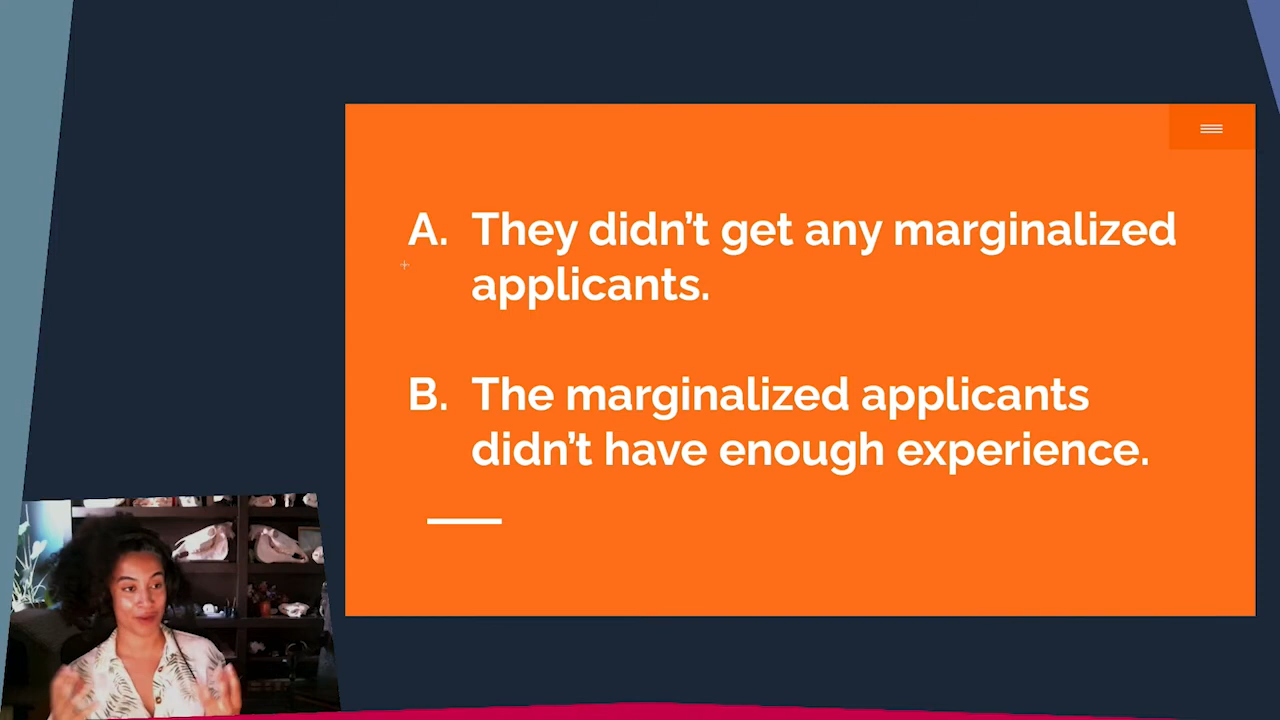 A. They didn’t get any marginalized
applicants.
B. The marginalized applicants
didn’t have enough experience.